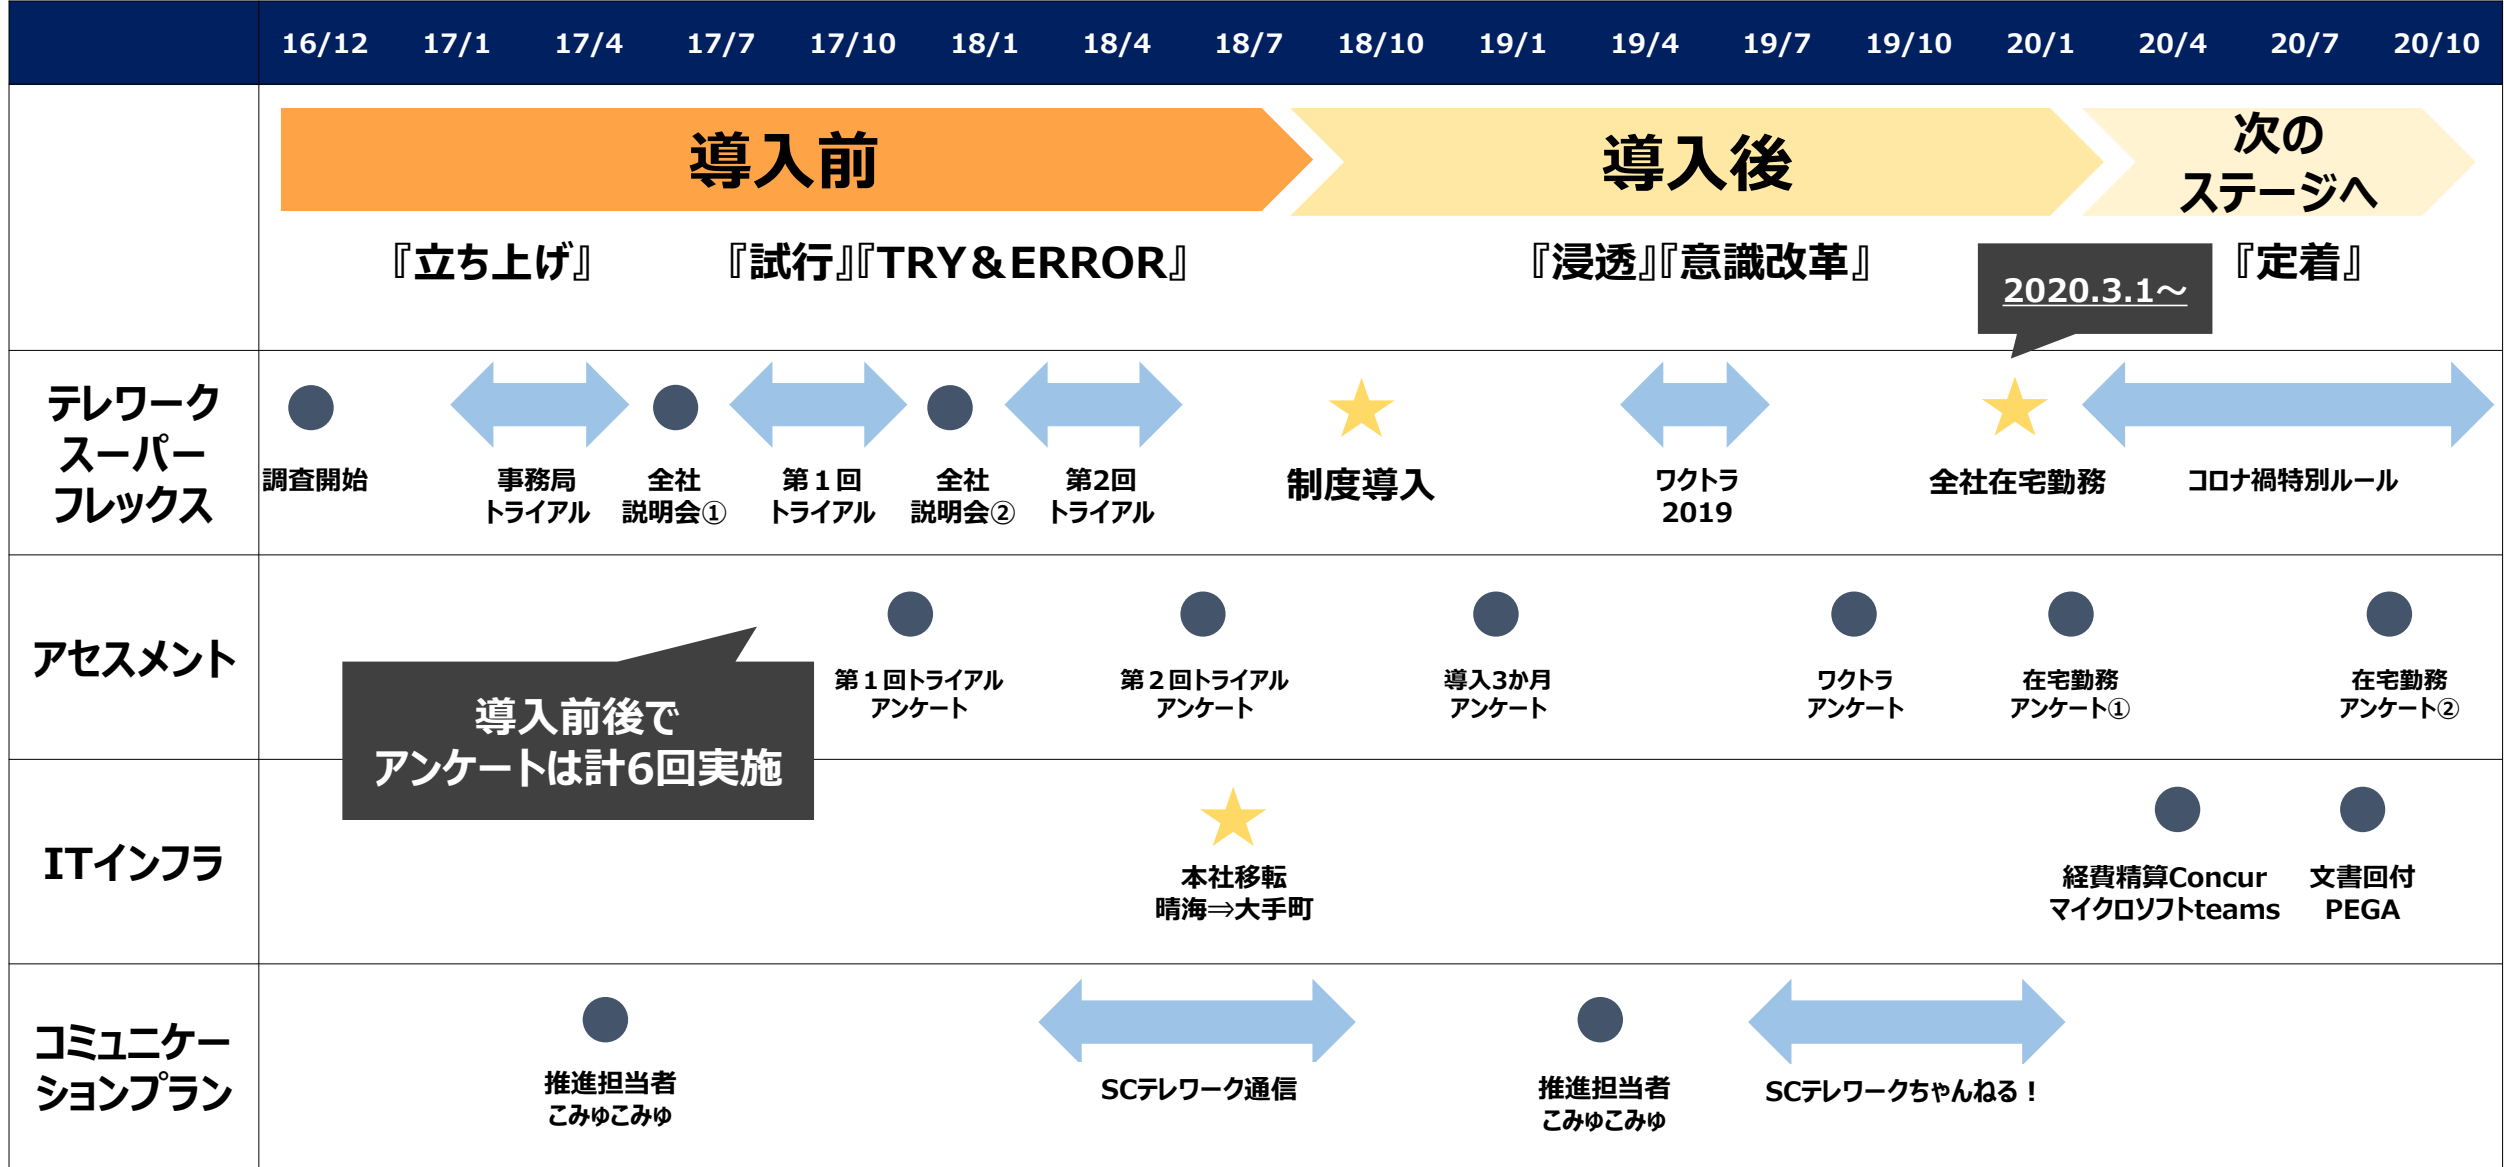 16/12 17/1 17/4 17/7 17/10 18/1 18/4 18/7 18/10 19/1 19/4 19/7 19/10 20/1 20/4 20/7 20/10
導入前
導入後
次の
ステージへ
『立ち上げ』
『試行』『TRY＆ERROR』
『浸透』『意識改革』
『定着』
2020.3.1～
テレワーク
スーパー
フレックス
調査開始
事務局
トライアル
全社
説明会①
第１回
トライアル
全社
説明会②
第2回
トライアル
制度導入
ワクトラ
2019
全社在宅勤務
コロナ禍特別ルール
アセスメント
導入前後で
アンケートは計6回実施
第１回トライアル
アンケート
第２回トライアル
アンケート
導入3か月
アンケート
ワクトラ
アンケート
在宅勤務
アンケート①
在宅勤務
アンケート②
ITインフラ
本社移転
晴海⇒大手町
経費精算Concur
マイクロソフトteams
文書回付
PEGA
コミュニケー
ションプラン
推進担当者
こみゅこみゅ
SCテレワーク通信
推進担当者
こみゅこみゅ
SCテレワークちゃんねる！